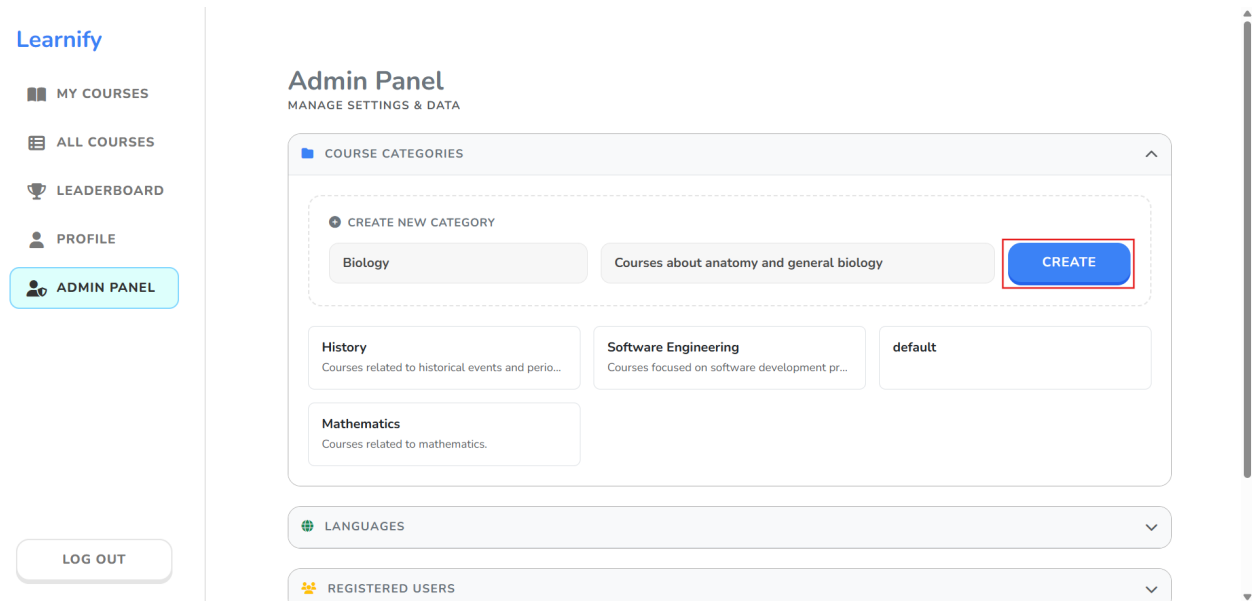 Learnify
MY COURSES
ALL COURSES
LEADERBOARD
PROFILE
ADMIN PANEL
LOG OUT
Admin Panel
MANAGE SETTINGS & DATA
COURSE CATEGORIES
CREATE NEW CATEGORY
Biology
Courses about anatomy and general biology
CREATE
History
Courses related to historical events and perio...
Software Engineering
Courses focused on software development pr...
default
Mathematics
Courses related to mathematics.
LANGUAGES
REGISTERED USERS